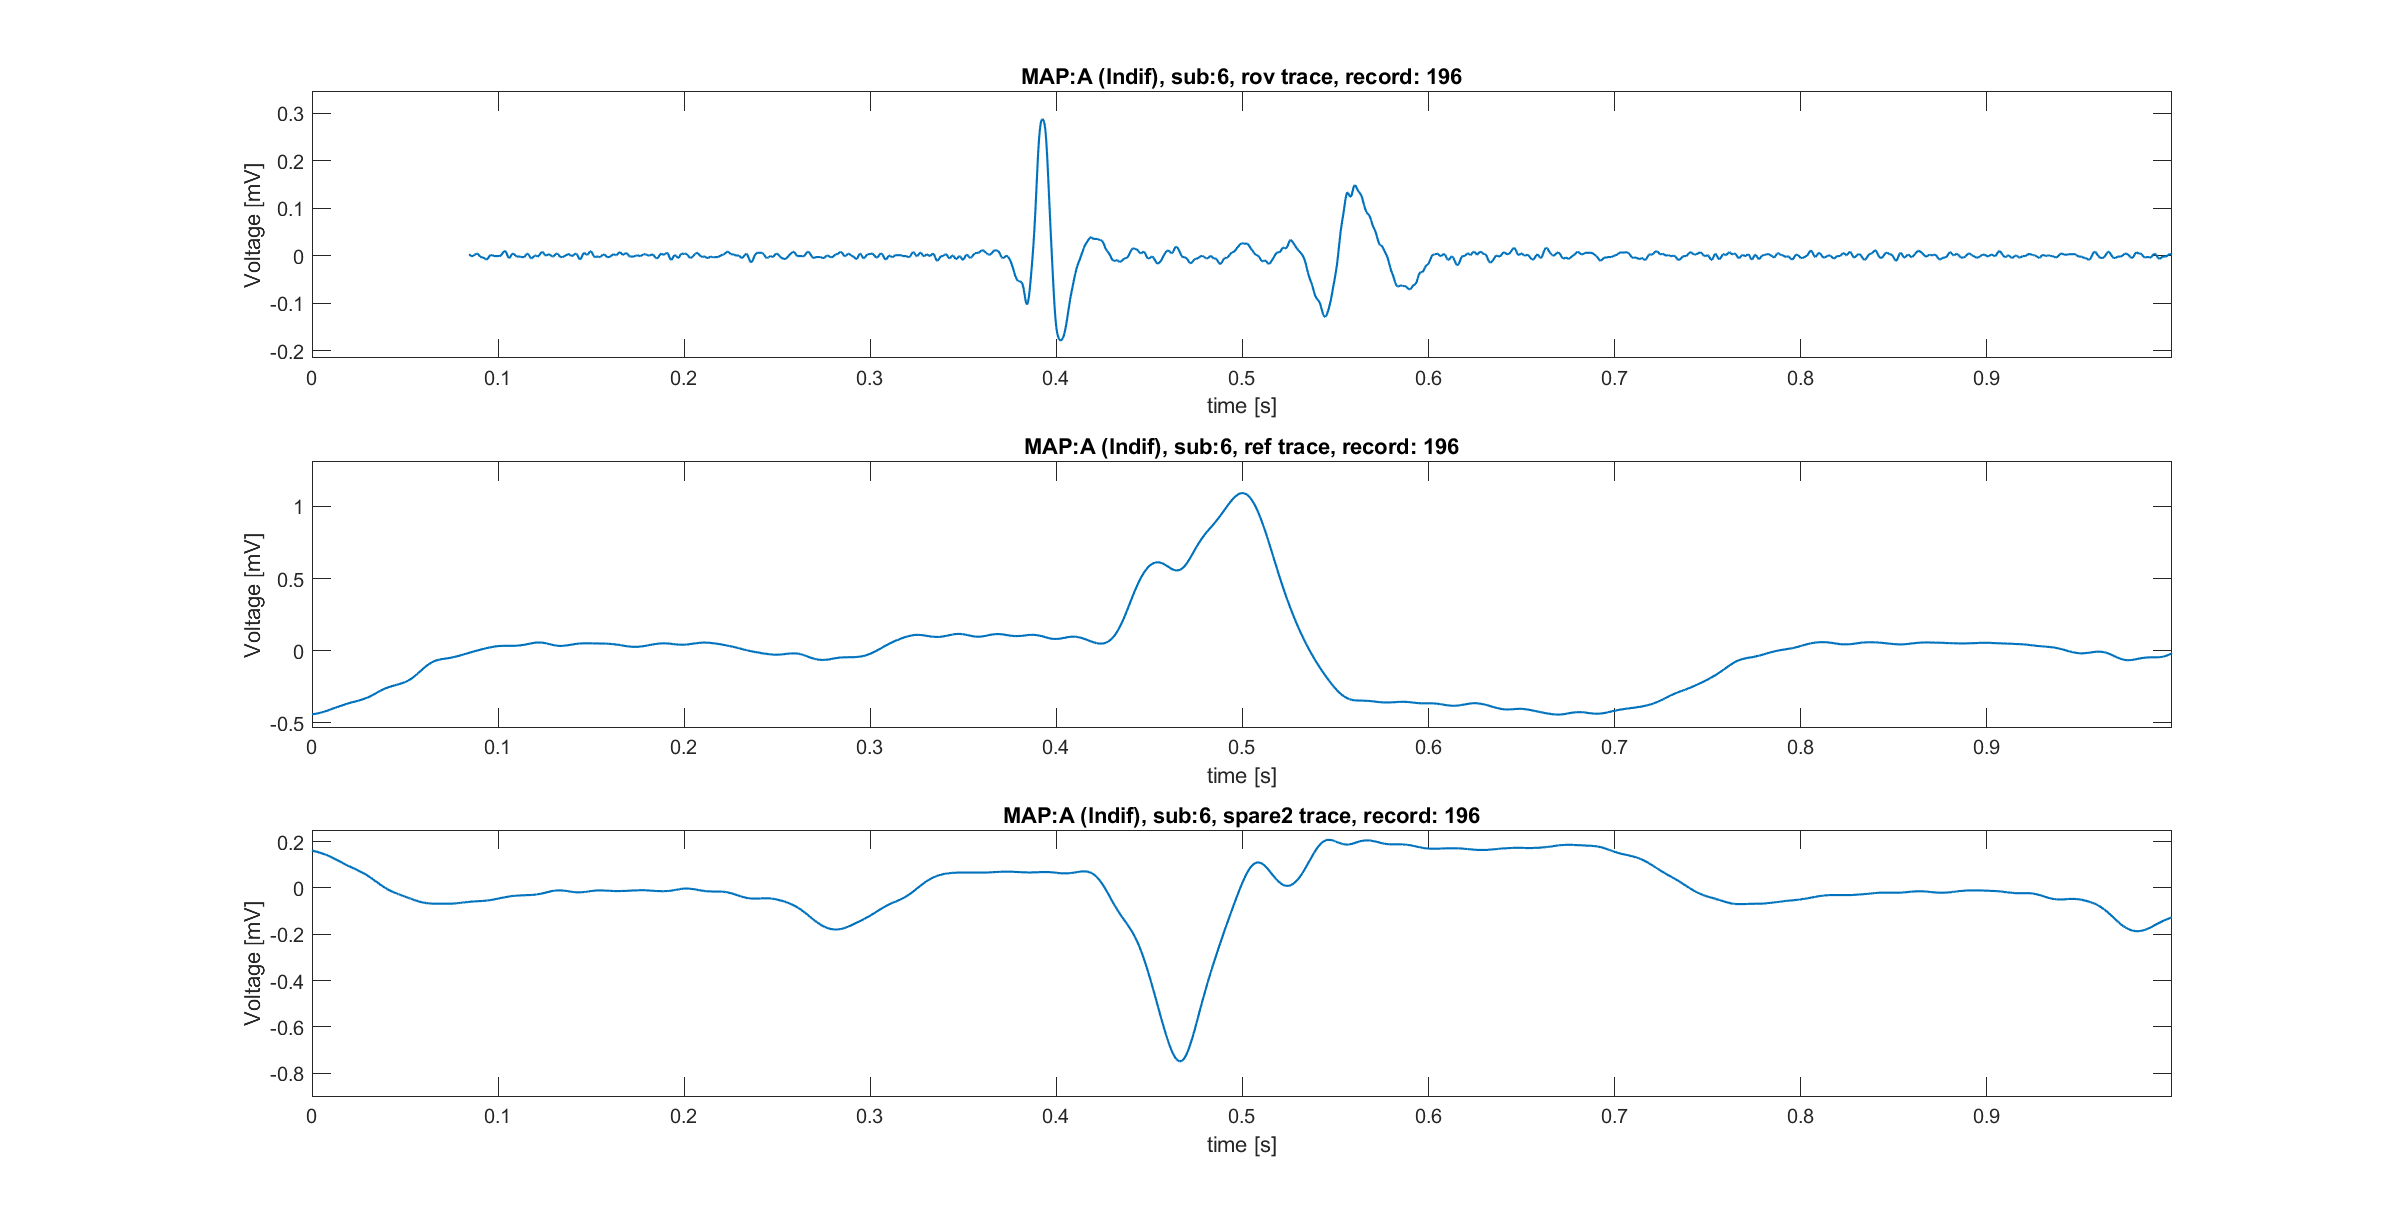 MAP:A (Indif), sub:6, rov trace, record: 196
Voltage [mV]
0.3
0.2
0.1
0
-0.1
-0.2
0 0.1 0.2 0.3 0.4 0.5 0.6 0.7 0.8 0.9
time [s]
MAP:A (Indif), sub:6, ref trace, record: 196
Voltage [mV]
1
0.5
0
-0.5
0 0.1 0.2 0.3 0.4 0.5 0.6 0.7 0.8 0.9
time [s]
MAP:A (Indif), sub:6, spare2 trace, record: 196
Voltage [mV]
0.2
0
-0.2
-0.4
-0.6
-0.8
0 0.1 0.2 0.3 0.4 0.5 0.6 0.7 0.8 0.9
time [s]